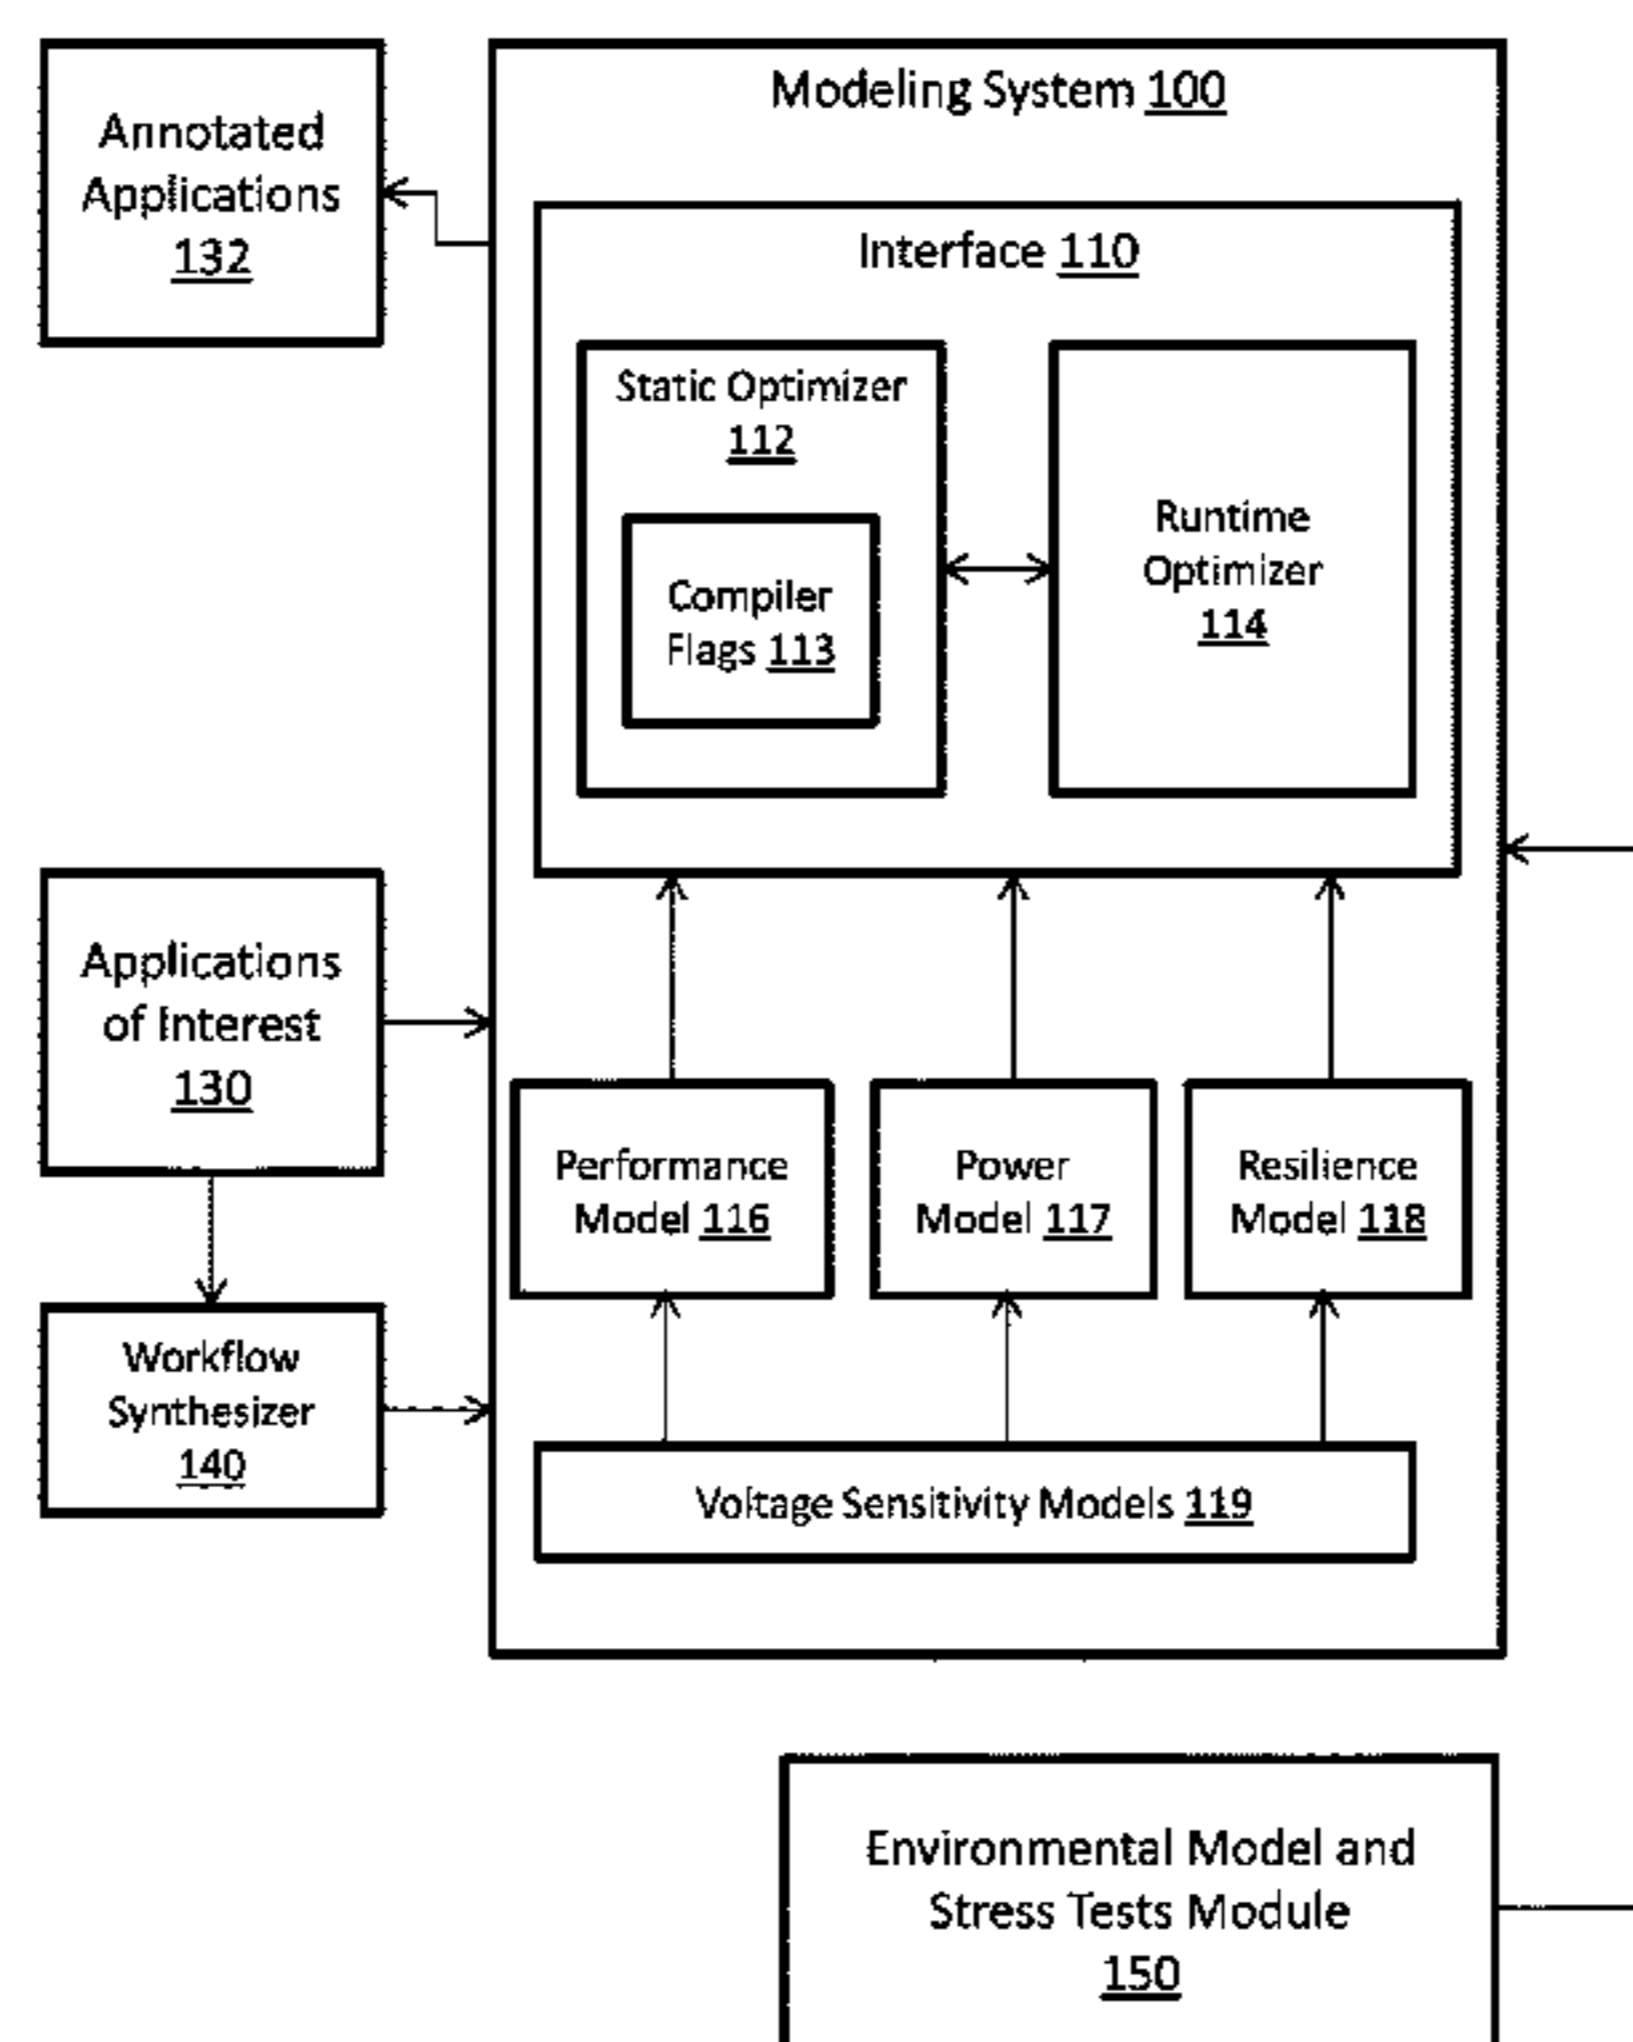 Annotated
Applications
132
Modeling System 100
Interface 110
Static Optimizer
112
Compiler
Flags 113
Runtime
Optimizer
114
Applications
of Interest
130
Performance
Model 116
Power
Model 117
Resilience
Model 118
Workflow
Synthesizer
140
Voltage Sensitivity Models 119
Environmental Model and
Stress Tests Module
150